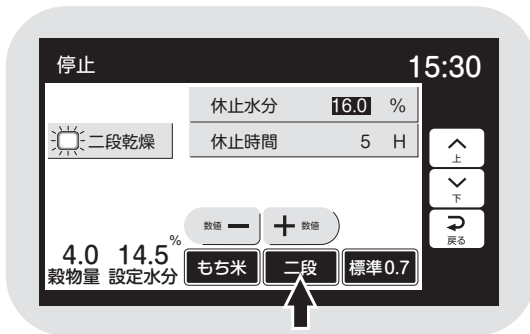 停止 15:30
休止水分 16.0 %
二段乾燥 休止時間 5 H
上
下
戻る
数値 − + 数値
4.0 14.5 %
穀物量 設定水分 もち米 二段 標準0.7